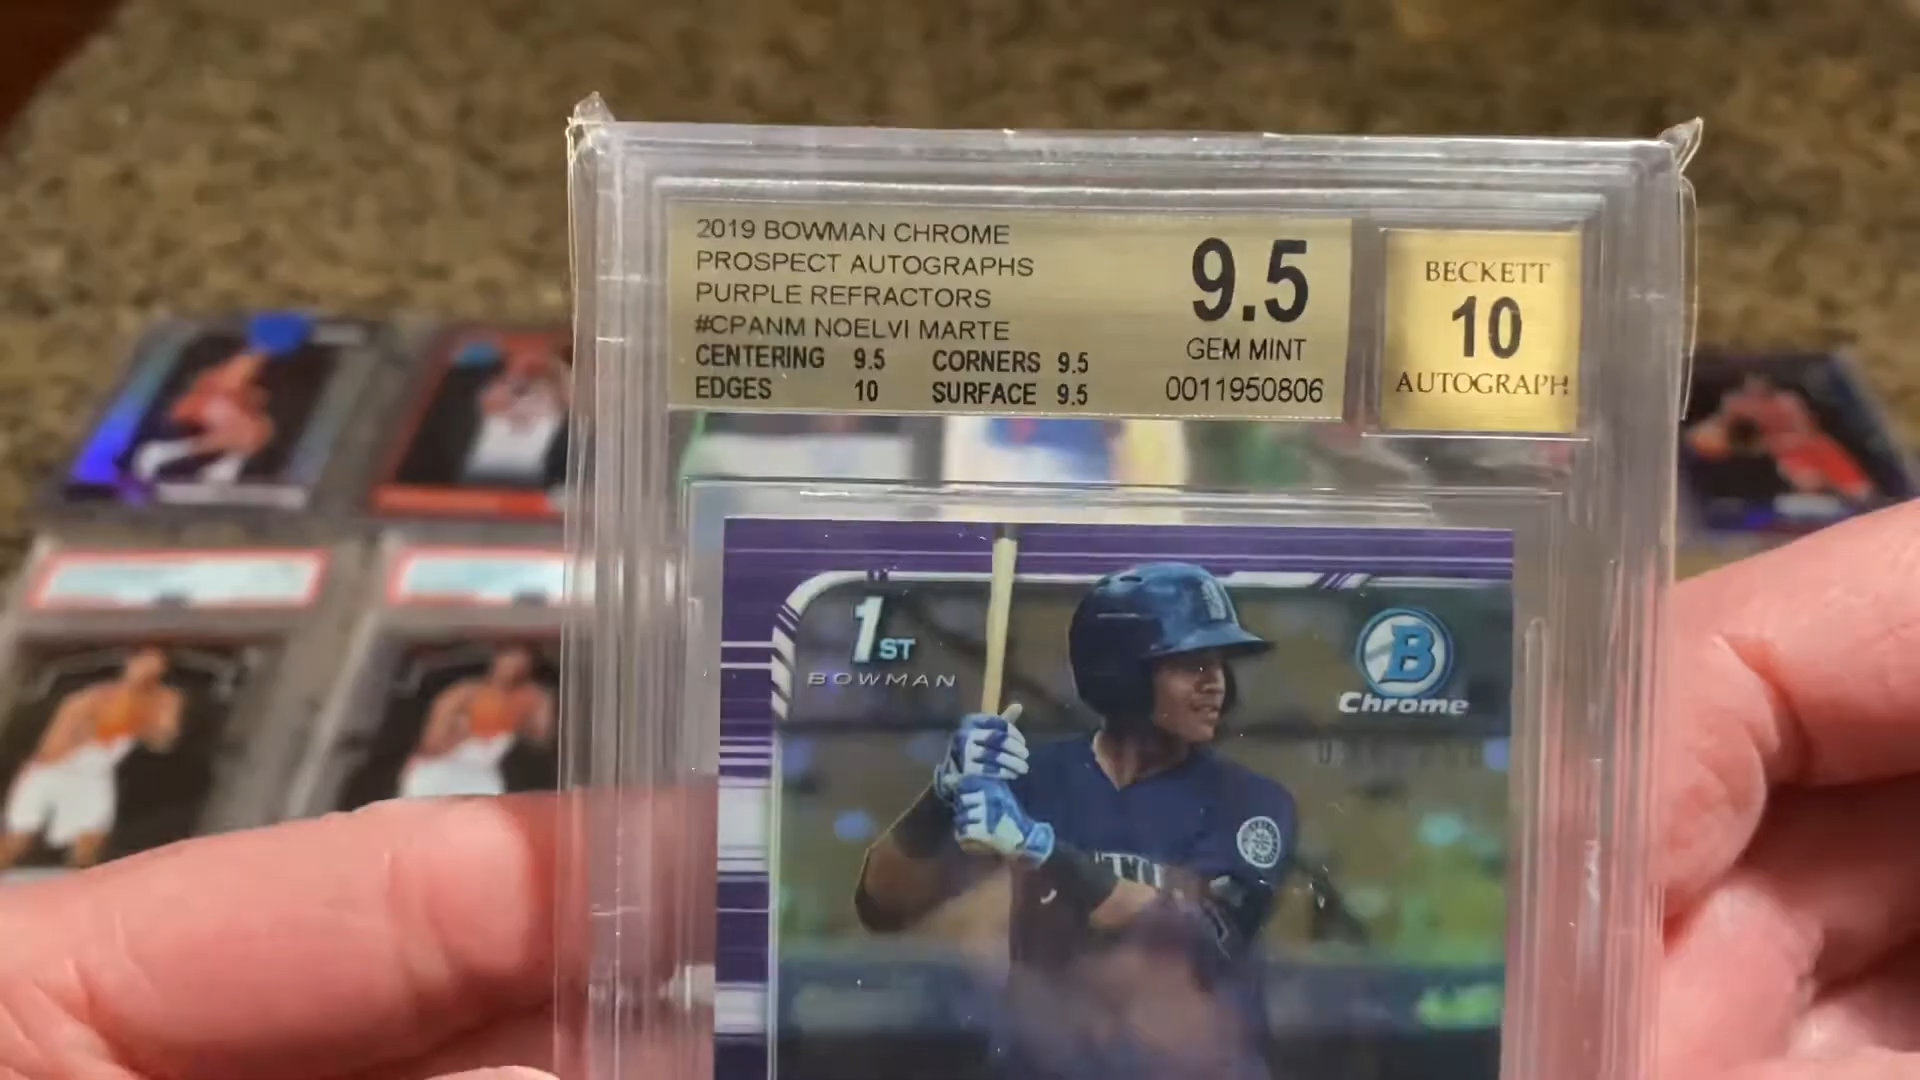 2019 BOWMAN CHROME
PROSPECT AUTOGRAPHS
PURPLE REFRACTORS
#CPANM NOELVI MARTE
CENTERING 9.5 CORNERS 9.5
EDGES 10 SURFACE 9.5
9.5
GEM MINT
0011950806
BECKETT
10
AUTOGRAPH
1ST
BOWMAN
B
Chrome